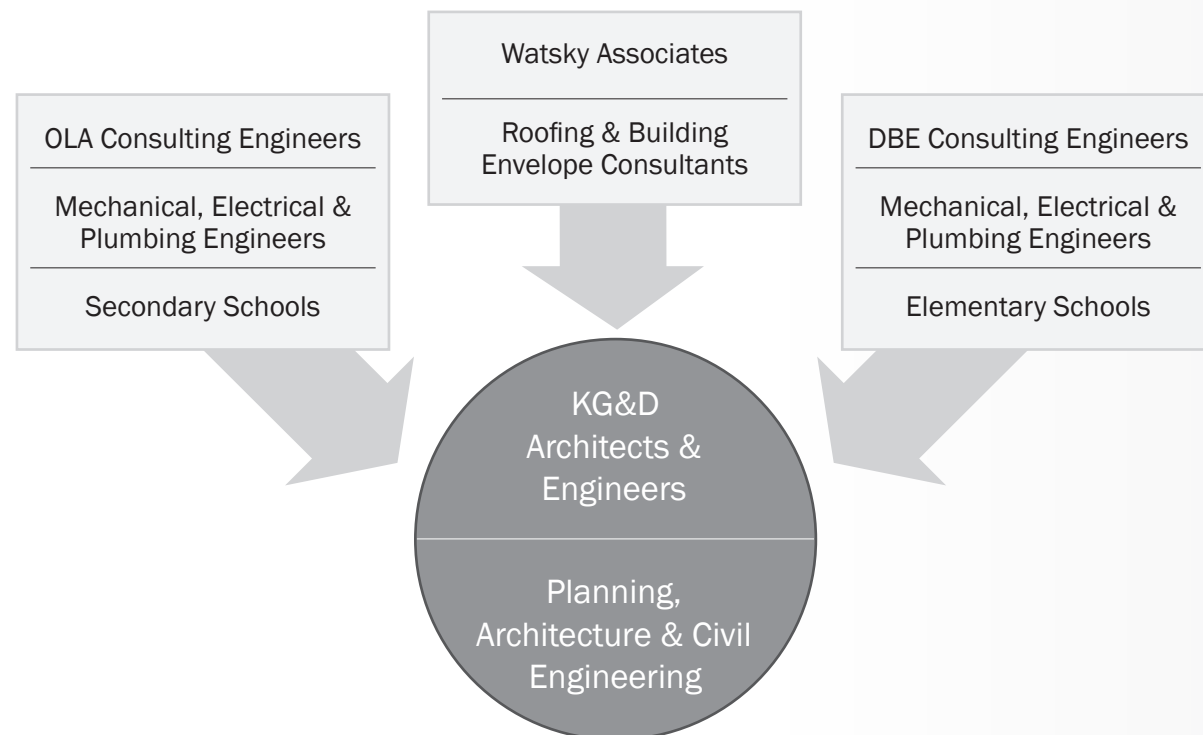 OLA Consulting Engineers
Mechanical, Electrical &
Plumbing Engineers
Secondary Schools
Watsky Associates
Roofing & Building
Envelope Consultants
DBE Consulting Engineers
Mechanical, Electrical &
Plumbing Engineers
Elementary Schools
KG&D
Architects &
Engineers
Planning,
Architecture & Civil
Engineering